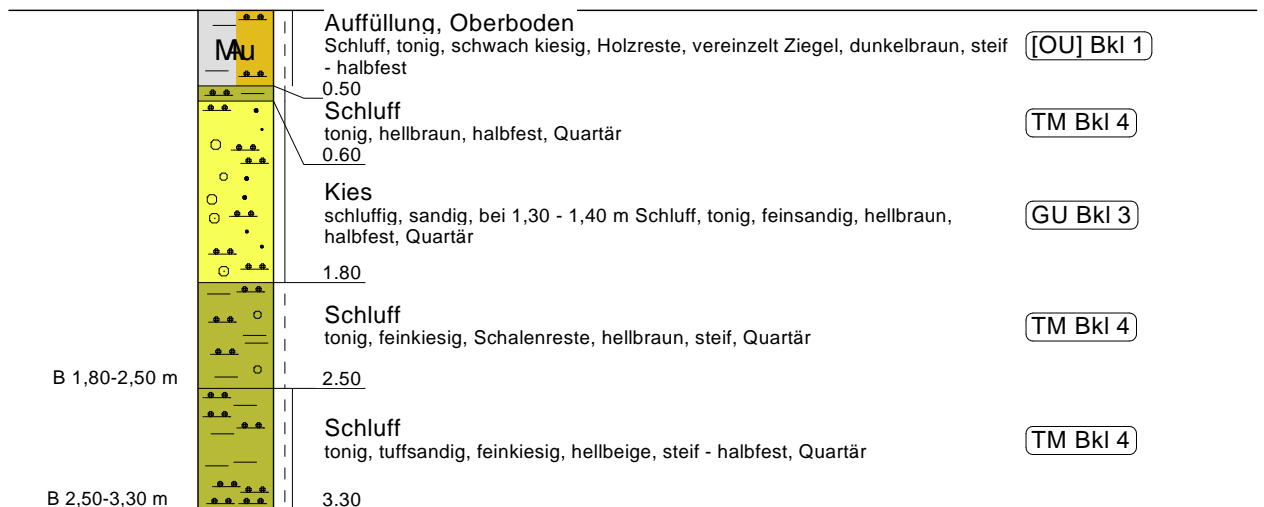 Auffüllung, Oberboden
Schluff, tonig, schwach kiesig, Holzreste, vereinzelt Ziegel, dunkelbraun, steif
- halbfest
[OU] Bkl 1
Mu
Au
0.50
Schluff
tonig, hellbraun, halbfest, Quartär
TM Bkl 4
0.60
Kies
schluffig, sandig, bei 1,30 - 1,40 m Schluff, tonig, feinsandig, hellbraun,
halbfest, Quartär
GU Bkl 3
1.80
Schluff
tonig, feinkiesig, Schalenreste, hellbraun, steif, Quartär
TM Bkl 4
B 1,80-2,50 m
2.50
Schluff
tonig, tuffsandig, feinkiesig, hellbeige, steif - halbfest, Quartär
TM Bkl 4
B 2,50-3,30 m
3.30